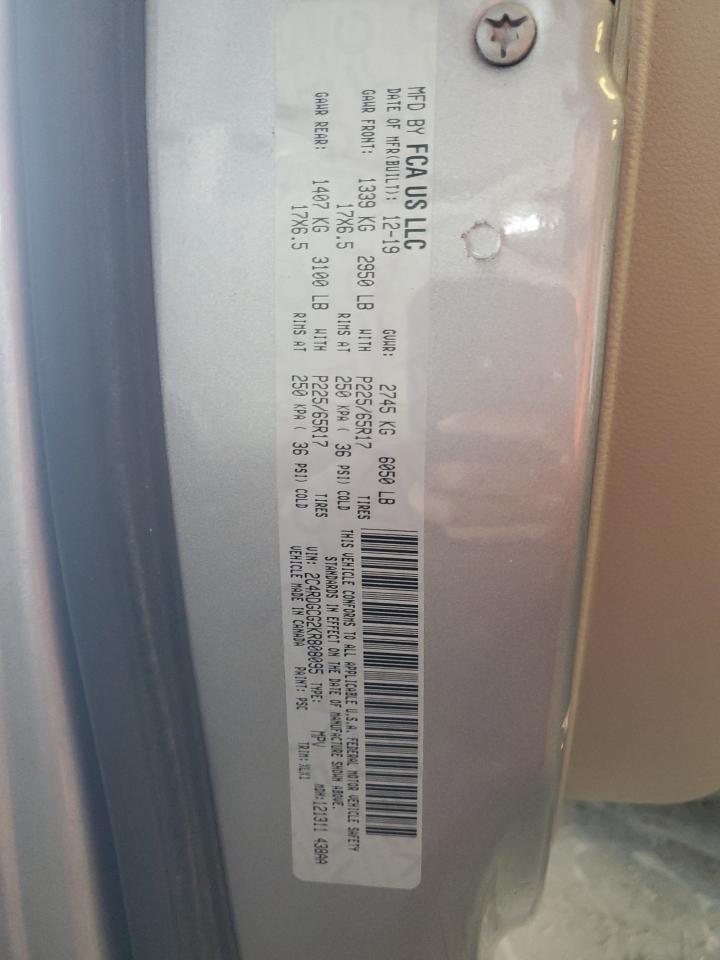 MFD BY FCA US LLC
DATE OF MFR(BUILT): 12-19 GVWR: 2745 KG 6050 LB
GAWR FRONT: 1339 KG 2950 LB WITH P225/65R17 TIRES
17X6.5 RIMS AT 250 KPA ( 36 PSI) COLD
GAWR REAR: 1407 KG 3100 LB WITH P225/65R17 TIRES
17X6.5 RIMS AT 250 KPA ( 36 PSI) COLD
THIS VEHICLE CONFORMS TO ALL APPLICABLE U.S.A. FEDERAL MOTOR VEHICLE SAFETY
STANDARDS IN EFFECT ON THE DATE OF MANUFACTURE SHOWN ABOVE.
VIN: 2C4RDGCG2KR808095 TYPE: MPV MDH:121311 438AA
VEHICLE MADE IN CANADA PAINT: PSC TRIM: